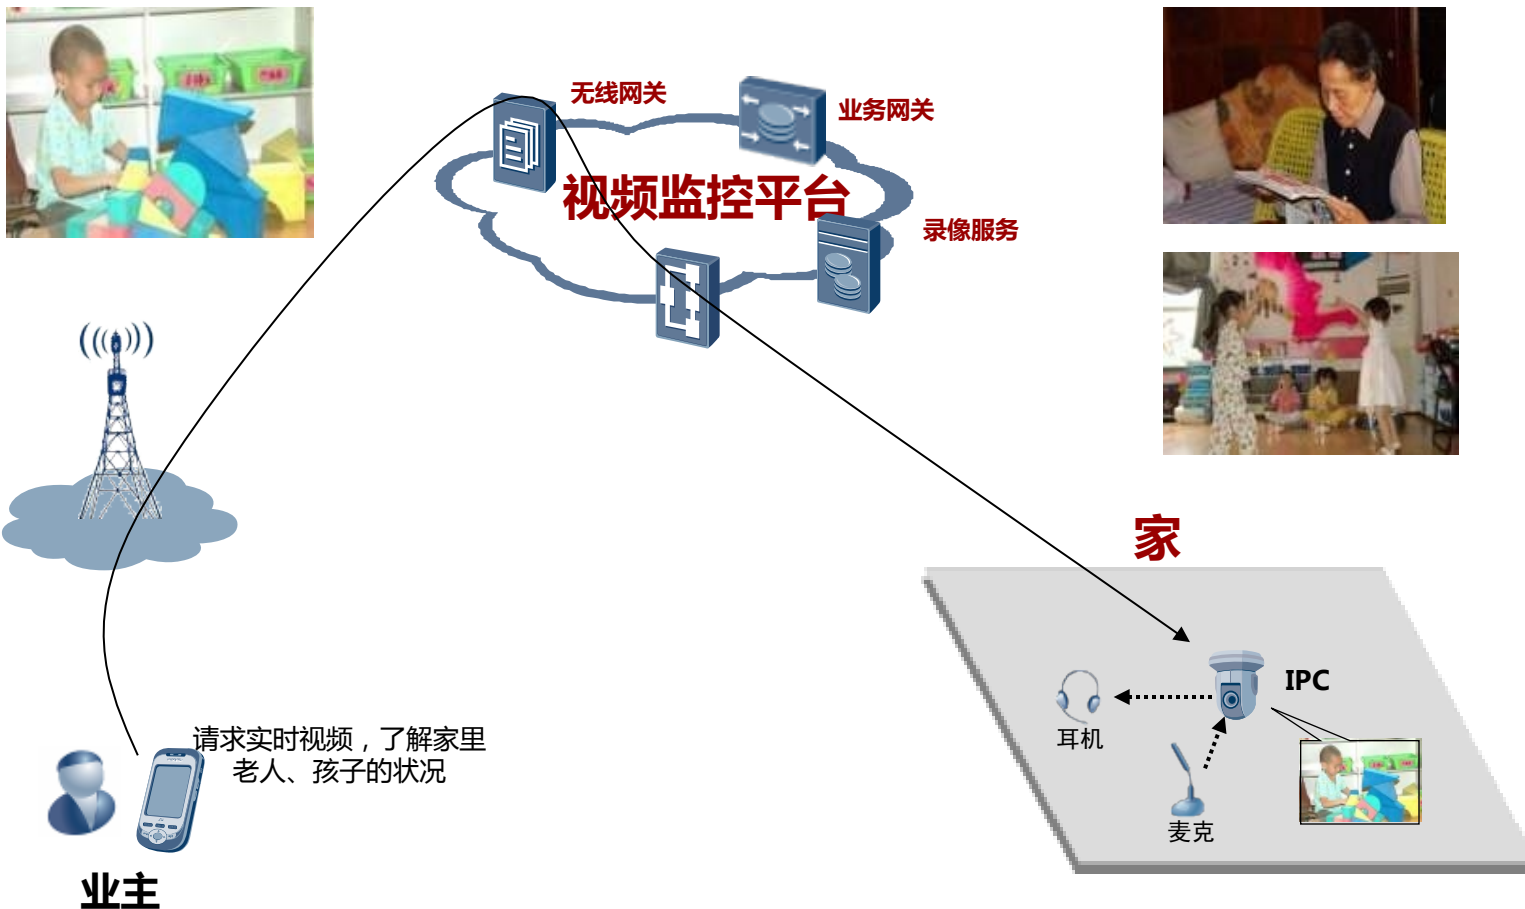 无线网关
业务网关
视频监控平台
录像服务
家
IPC
耳机
麦克
请求实时视频，了解家里
老人、孩子的状况
业主